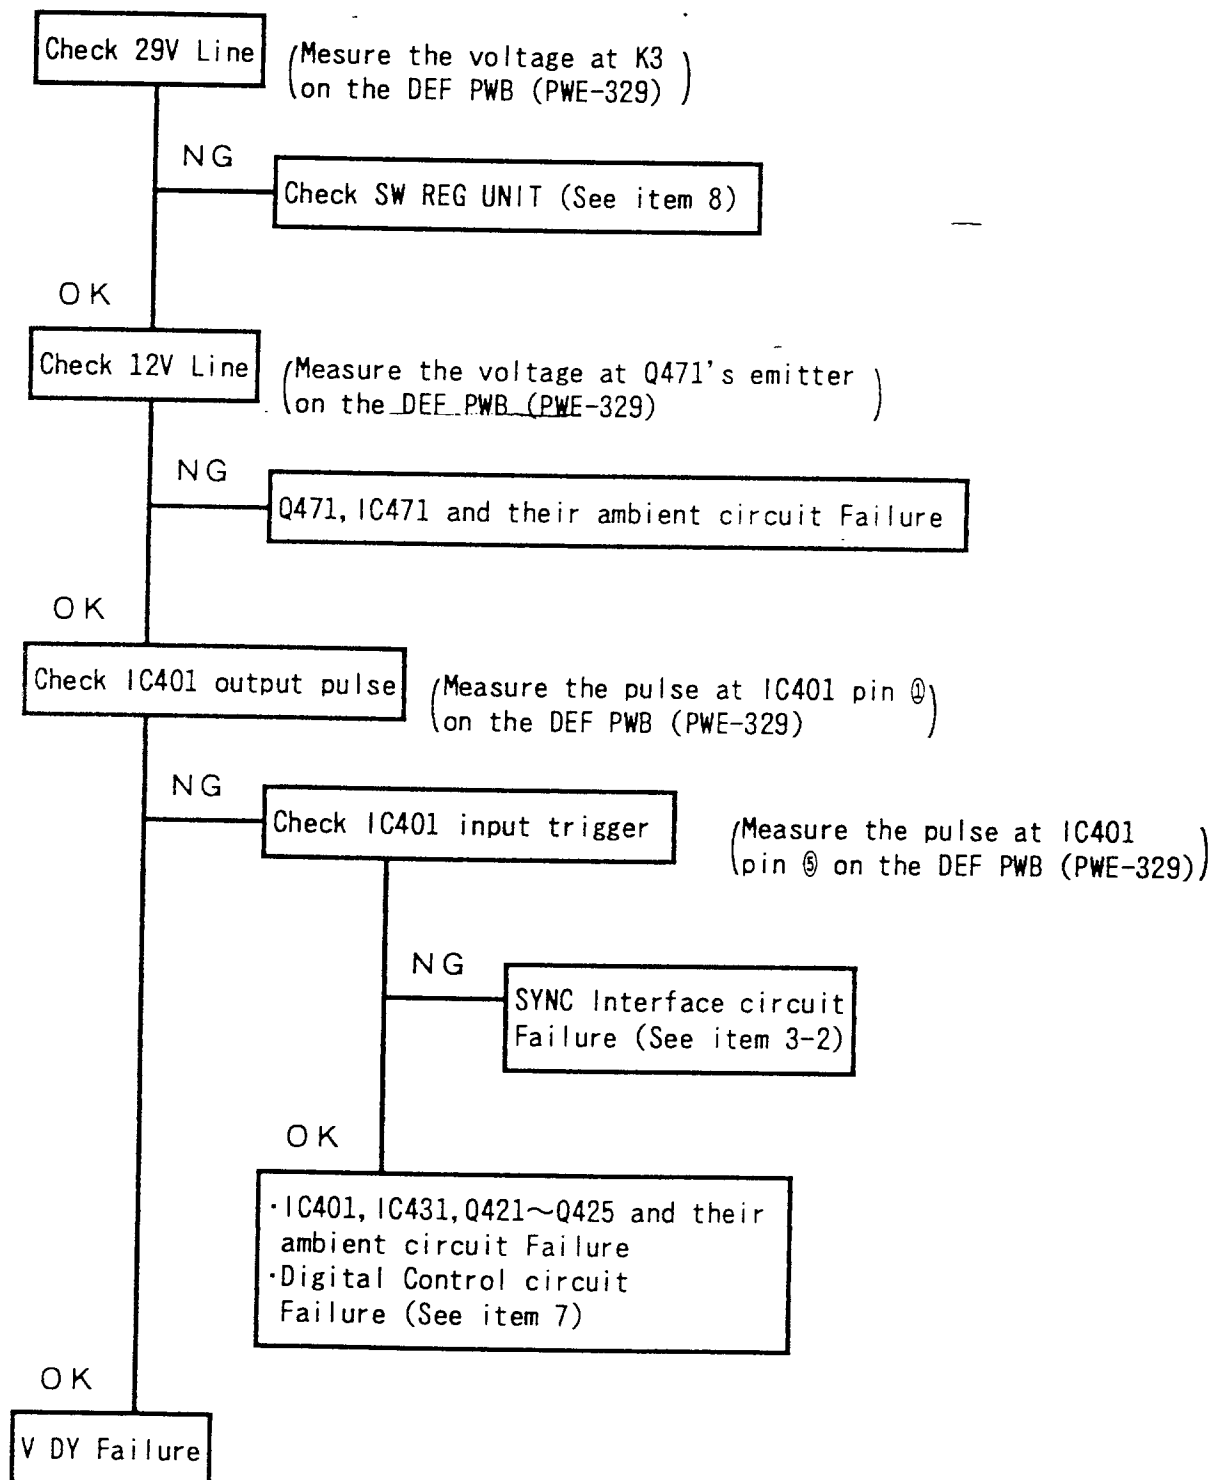 Check 29V Line
(Mesure the voltage at K3
on the DEF PWB (PWE-329) )
NG
Check SW REG UNIT (See item 8)
OK
Check 12V Line
(Measure the voltage at Q471's emitter
on the DEF PWB (PWE-329) )
NG
Q471, IC471 and their ambient circuit Failure
OK
Check IC401 output pulse
(Measure the pulse at IC401 pin ①
on the DEF PWB (PWE-329) )
NG
Check IC401 input trigger
(Measure the pulse at IC401
pin ⑤ on the DEF PWB (PWE-329))
NG
SYNC Interface circuit
Failure (See item 3-2)
OK
·IC401, IC431, Q421~Q425 and their
ambient circuit Failure
·Digital Control circuit
Failure (See item 7)
OK
V DY Failure